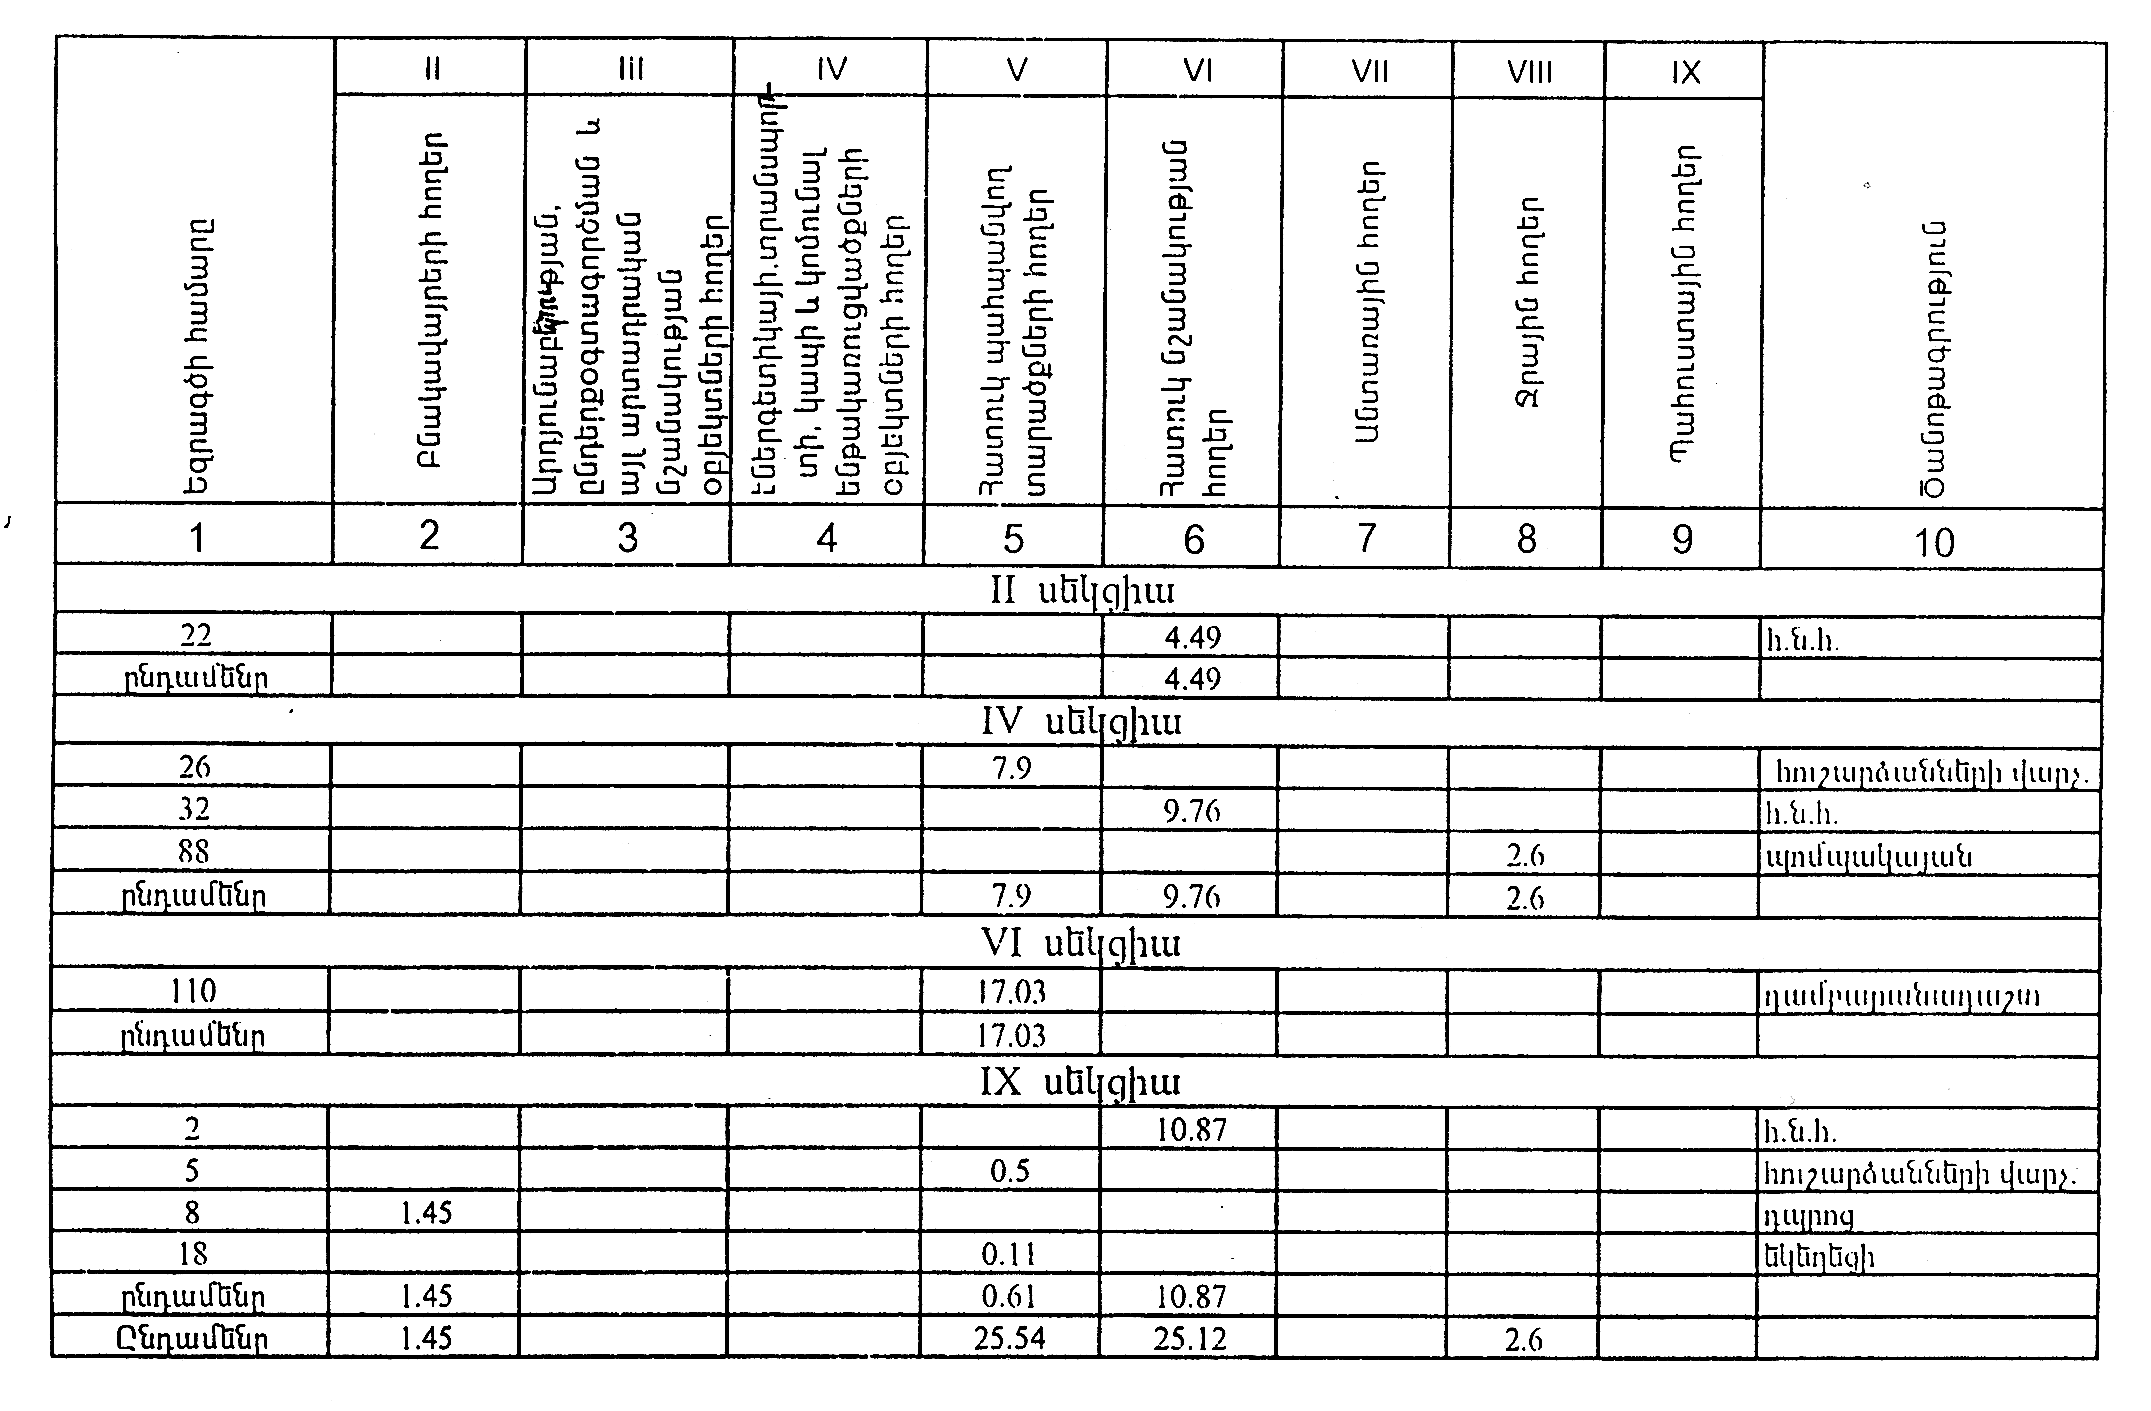 II IiI IV V VI VII VIII IX
Եզրագծի համարը
Բնակավայրերի հողեր
Արդյունաբերության,
ընդերքօգտագործման և
այլ արտադրական
նշանակության
օբյեկտների հողեր
Էներգետիկայի.տրանսպոր-
տի, կապի և կոմունալ
ենթակառուցվածքների
օբյեկտների հողեր
Հատուկ պահպանվող
տարածքների հողեր
Հատուկ նշանակության
հողեր
Անտառային հողեր
Ջրային հողեր
Պահուստային հողեր
Ծանոթագրություն
1 2 3 4 5 6 7 8 9 10
II սեկցիա
22 4.49 հ.ն.հ.
ընդամենը 4.49
IV սեկցիա
26 7.9 հուշարձանների վարչ.
32 9.76 հ.ն.հ.
88 2.6 պոմպակայան
ընդամենը 7.9 9.76 2.6
VI սեկցիա
110 17.03 դամբարանադաշտ
ընդամենը 17.03
IX սեկցիա
2 10.87 հ.ն.հ.
5 0.5 հուշարձանների վարչ.
8 1.45 դպրոց
18 0.11 եկեղեցի
ընդամենը 1.45 0.61 10.87
Ընդամենը 1.45 25.54 25.12 2.6